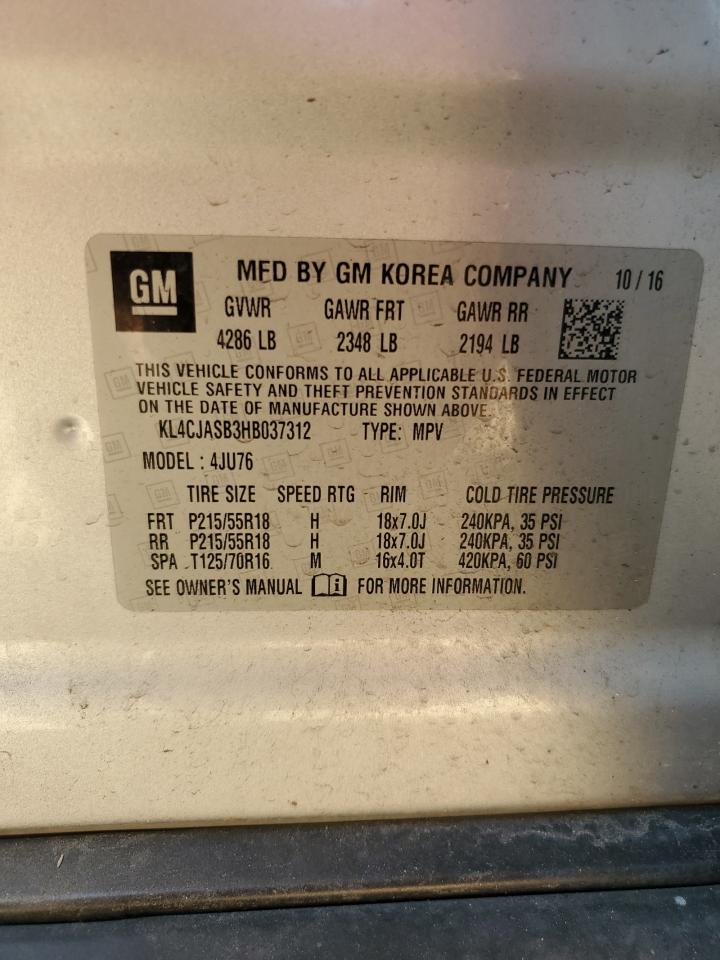 GM
MFD BY GM KOREA COMPANY 10 / 16
GVWR GAWR FRT GAWR RR
4286 LB 2348 LB 2194 LB
THIS VEHICLE CONFORMS TO ALL APPLICABLE U.S. FEDERAL MOTOR
VEHICLE SAFETY AND THEFT PREVENTION STANDARDS IN EFFECT
ON THE DATE OF MANUFACTURE SHOWN ABOVE.
KL4CJASB3HB037312 TYPE: MPV
MODEL : 4JU76
TIRE SIZE SPEED RTG RIM COLD TIRE PRESSURE
FRT P215/55R18 H 18x7.0J 240KPA, 35 PSI
RR P215/55R18 H 18x7.0J 240KPA, 35 PSI
SPA T125/70R16 M 16x4.0T 420KPA, 60 PSI
SEE OWNER'S MANUAL FOR MORE INFORMATION.